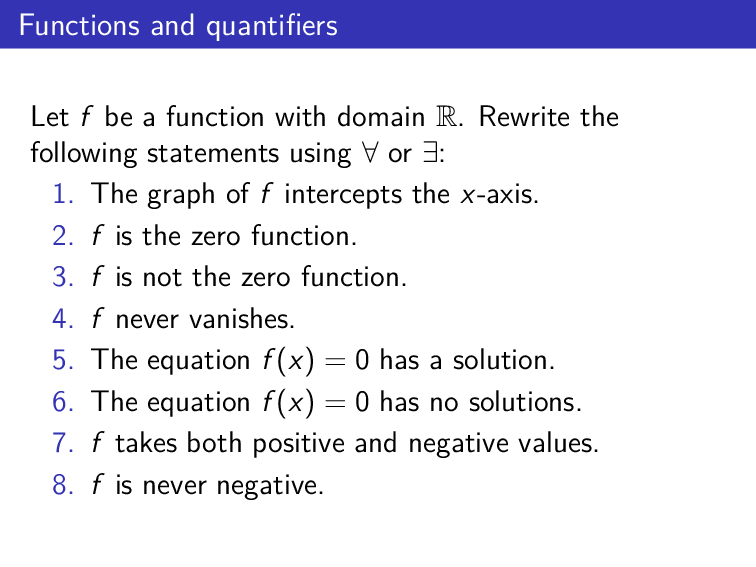 Functions and quantifiers
Let f be a function with domain ℝ. Rewrite the
following statements using ∀ or ∃:
1. The graph of f intercepts the x-axis.
2. f is the zero function.
3. f is not the zero function.
4. f never vanishes.
5. The equation f(x) = 0 has a solution.
6. The equation f(x) = 0 has no solutions.
7. f takes both positive and negative values.
8. f is never negative.